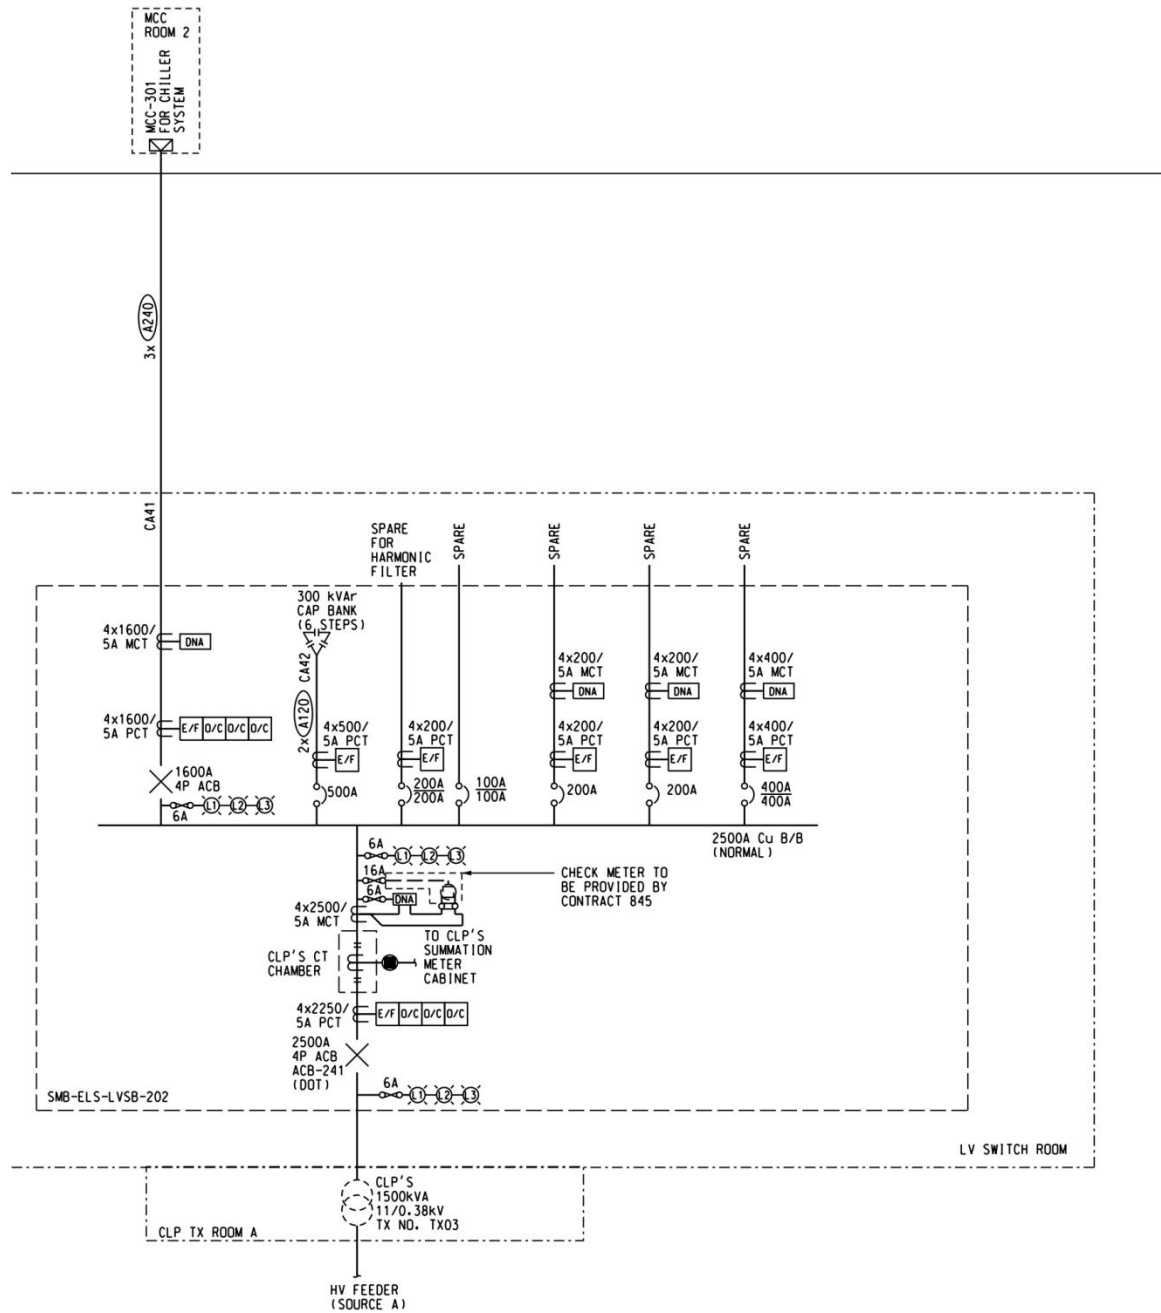 MCC
ROOM 2
MCC-301
FOR CHILLER
SYSTEM
3x A240
CA41
SPARE
FOR
HARMONIC
FILTER
SPARE
SPARE
SPARE
SPARE
300 kVAr
CAP BANK
(6 STEPS)
CA42
2x A120
4x1600/
5A MCT
DNA
4x200/
5A MCT
DNA
4x200/
5A MCT
DNA
4x400/
5A MCT
DNA
4x1600/
5A PCT
E/F O/C O/C O/C
4x500/
5A PCT
E/F
4x200/
5A PCT
E/F
4x200/
5A PCT
E/F
4x200/
5A PCT
E/F
4x400/
5A PCT
E/F
1600A
4P ACB
6A
L1 L2 L3
500A
200A
200A
100A
100A
200A
200A
400A
400A
2500A Cu B/B
(NORMAL)
6A
L1 L2 L3
16A
6A
DNA
CHECK METER TO
BE PROVIDED BY
CONTRACT 845
4x2500/
5A MCT
CLP'S CT
CHAMBER
TO CLP'S
SUMMATION
METER
CABINET
4x2250/
5A PCT
E/F O/C O/C O/C
2500A
4P ACB
ACB-241
(DOT)
6A
L1 L2 L3
SMB-ELS-LVSB-202
LV SWITCH ROOM
CLP'S
1500kVA
11/0.38kV
TX NO. TX03
CLP TX ROOM A
HV FEEDER
(SOURCE A)